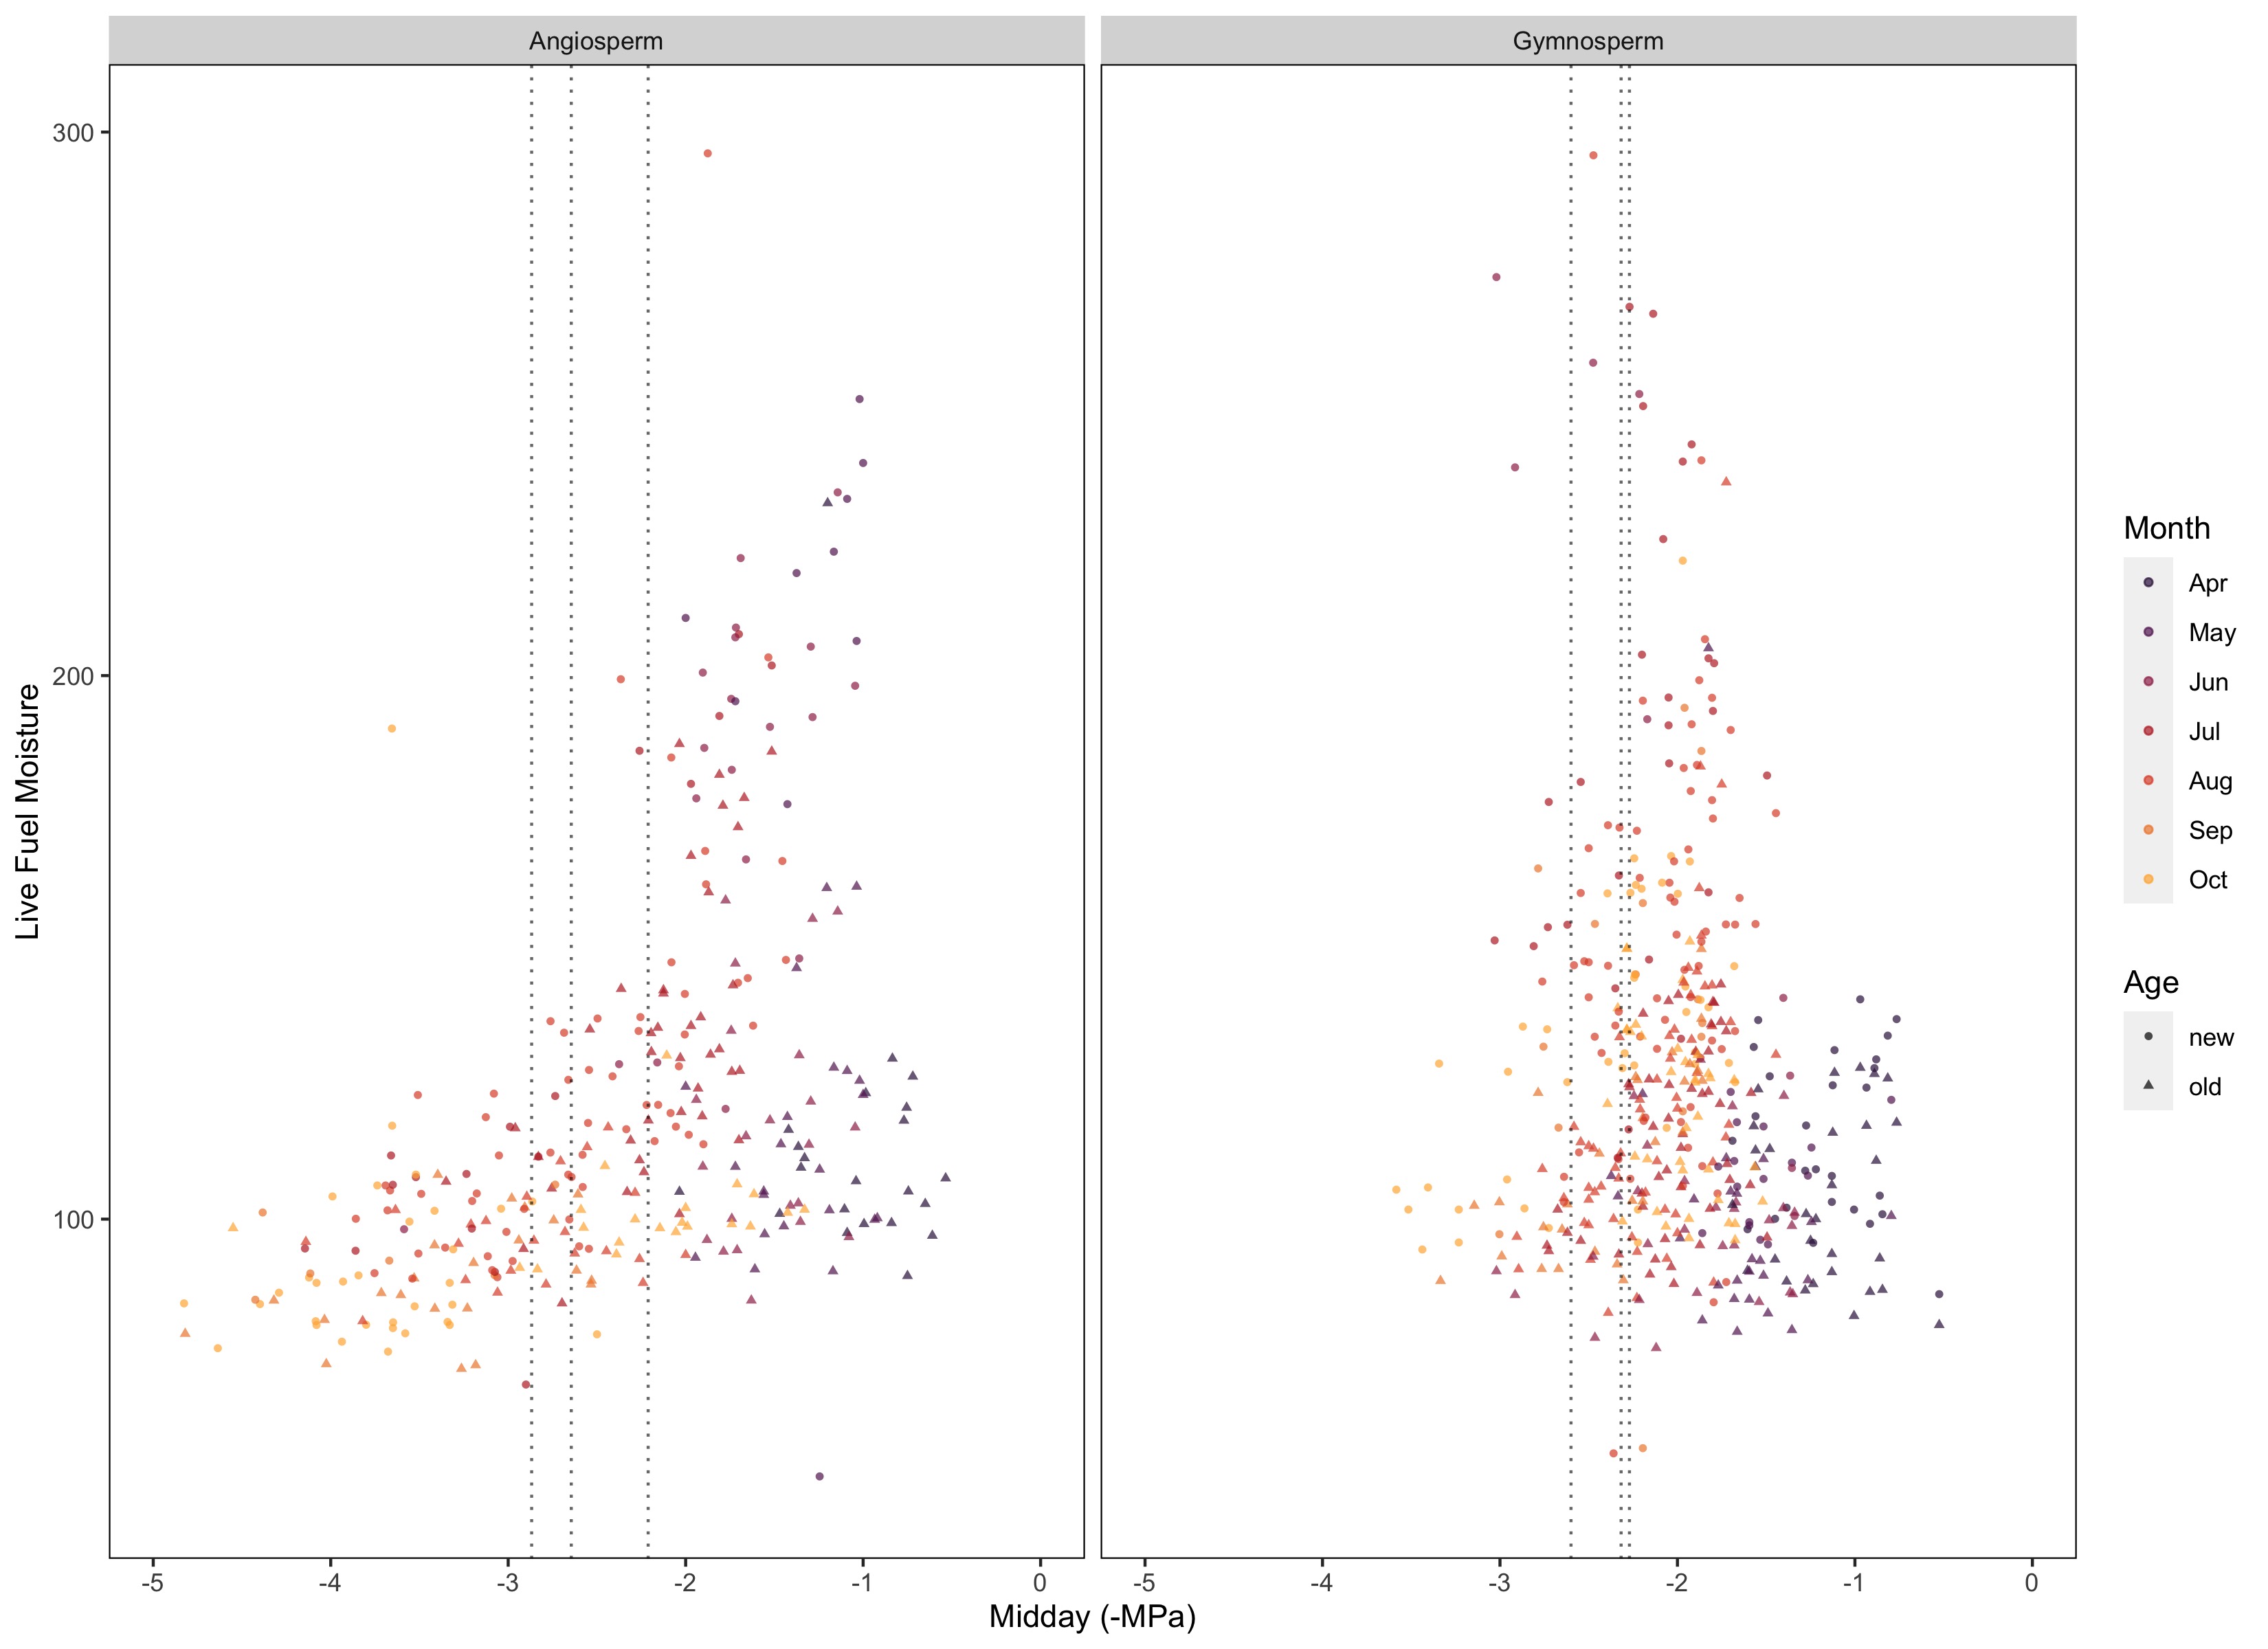 Angiosperm
Gymnosperm
300
200
100
Live Fuel Moisture
-5 -4 -3 -2 -1 0
-5 -4 -3 -2 -1 0
Midday (-MPa)
Month
Apr
May
Jun
Jul
Aug
Sep
Oct
Age
new
old